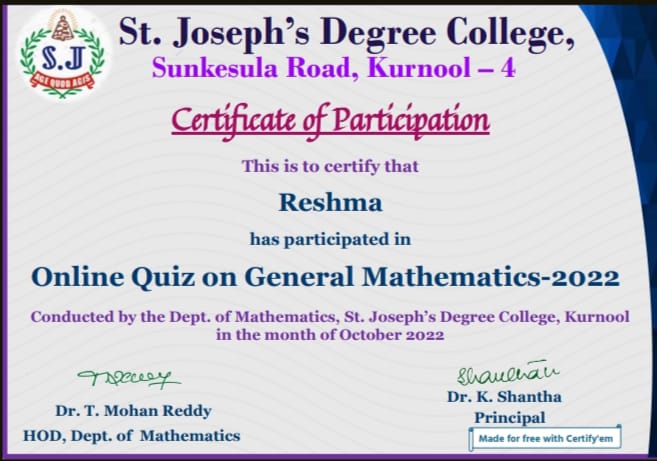 S.J
AGE QUOD AGIS
St. Joseph's Degree College,
Sunkesula Road, Kurnool – 4
Certificate of Participation
This is to certify that
Reshma
has participated in
Online Quiz on General Mathematics-2022
Conducted by the Dept. of Mathematics, St. Joseph's Degree College, Kurnool
in the month of October 2022
Dr. T. Mohan Reddy
HOD, Dept. of Mathematics
Shantha
Dr. K. Shantha
Principal
Made for free with Certify'em